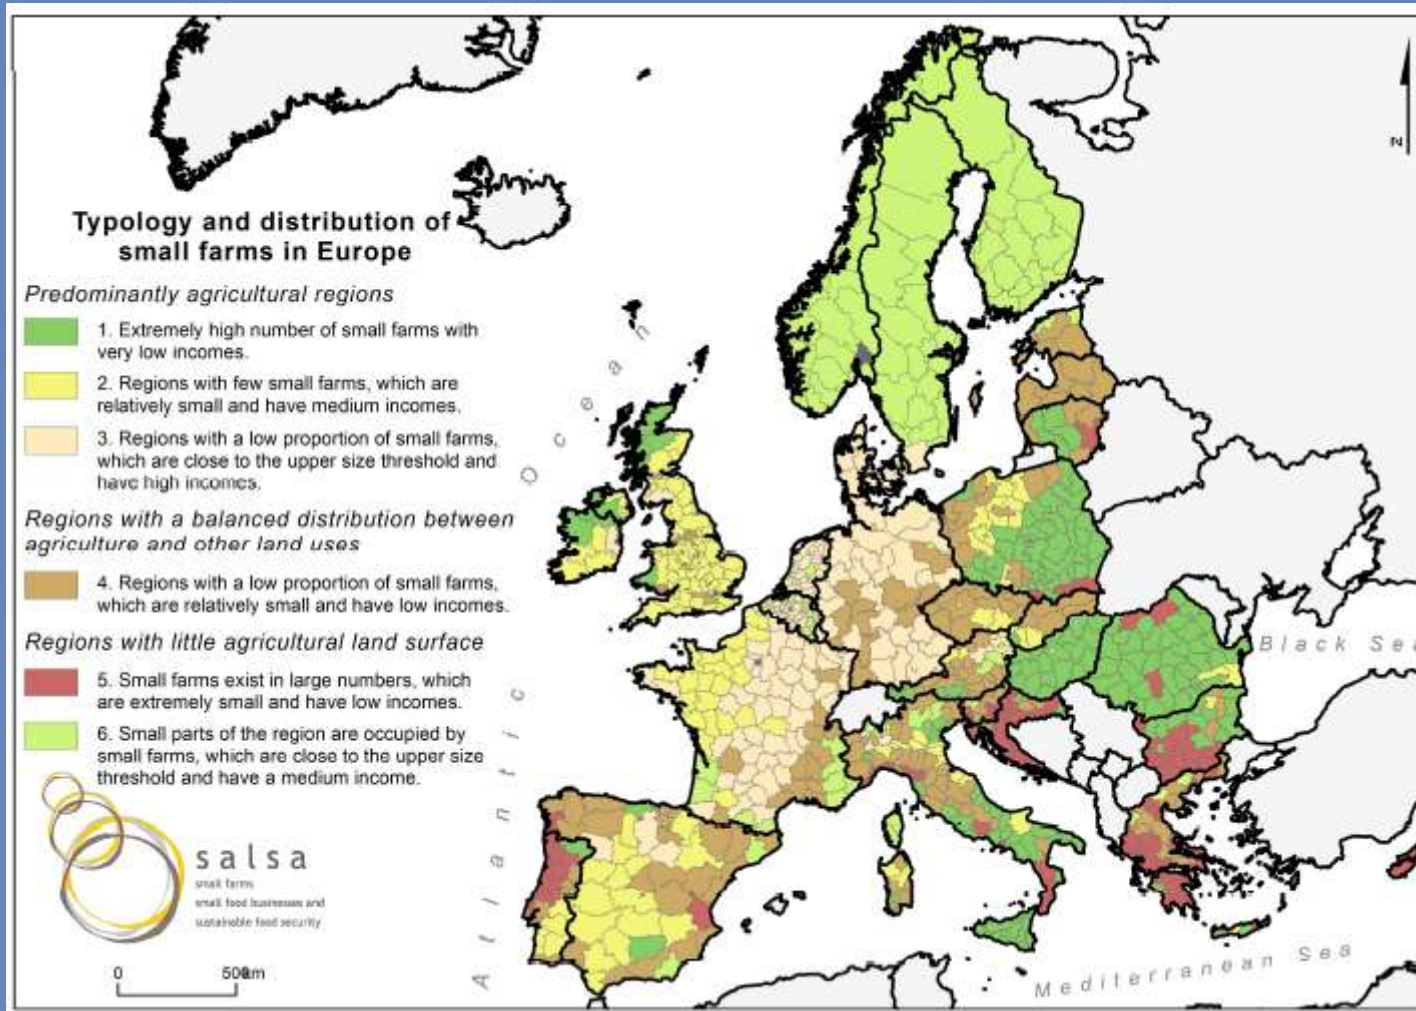 Typology and distribution of
small farms in Europe
Predominantly agricultural regions
1. Extremely high number of small farms with
very low incomes.
2. Regions with few small farms, which are
relatively small and have medium incomes.
3. Regions with a low proportion of small farms,
which are close to the upper size threshold and
have high incomes.
Regions with a balanced distribution between
agriculture and other land uses
4. Regions with a low proportion of small farms,
which are relatively small and have low incomes.
Regions with little agricultural land surface
5. Small farms exist in large numbers, which
are extremely small and have low incomes.
6. Small parts of the region are occupied by
small farms, which are close to the upper size
threshold and have a medium income.
salsa
small farms
small food businesses and
sustainable food security
0 500km
Atlantic Ocean
Black Sea
Mediterranean Sea
N